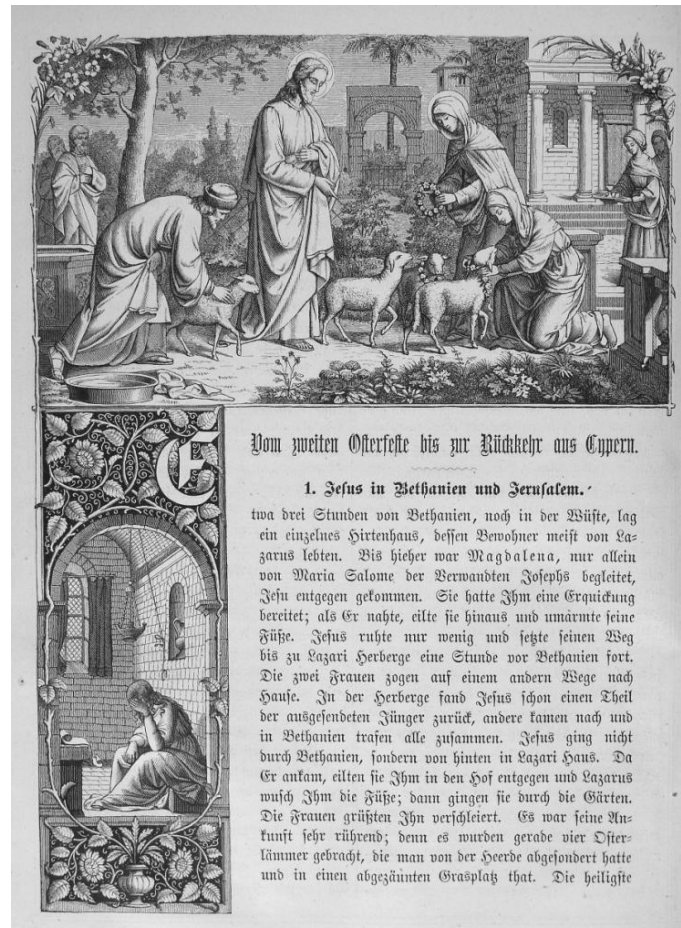 Vom zweiten Osterfeste bis zur Rückkehr aus Cypern.
1. Jesus in Bethanien und Jerusalem.
Etwa drei Stunden von Bethanien, noch in der Wüste, lag
ein einzelnes Hirtenhaus, dessen Bewohner meist von La=
zarus lebten. Bis hieher war Magdalena, nur allein
von Maria Salome der Verwandten Josephs begleitet,
Jesu entgegen gekommen. Sie hatte Ihm eine Erquickung
bereitet; als Er nahte, eilte sie hinaus und umarmte seine
Füße. Jesus ruhte nur wenig und setzte seinen Weg
bis zu Lazari Herberge eine Stunde vor Bethanien fort.
Die zwei Frauen zogen auf einem andern Wege nach
Hause. In der Herberge fand Jesus schon einen Theil
der ausgesendeten Jünger zurück, andere kamen nach und
in Bethanien trafen alle zusammen. Jesus ging nicht
durch Bethanien, sondern von hinten in Lazari Haus. Da
Er ankam, eilten sie Ihm in den Hof entgegen und Lazarus
wusch Ihm die Füße; dann gingen sie durch die Gärten.
Die Frauen grüßten Ihn verschleiert. Es war seine An=
kunft sehr rührend; denn es wurden gerade vier Oster=
lämmer gebracht, die man von der Heerde abgesondert hatte
und in einen abgezäunten Grasplatz that. Die heiligste